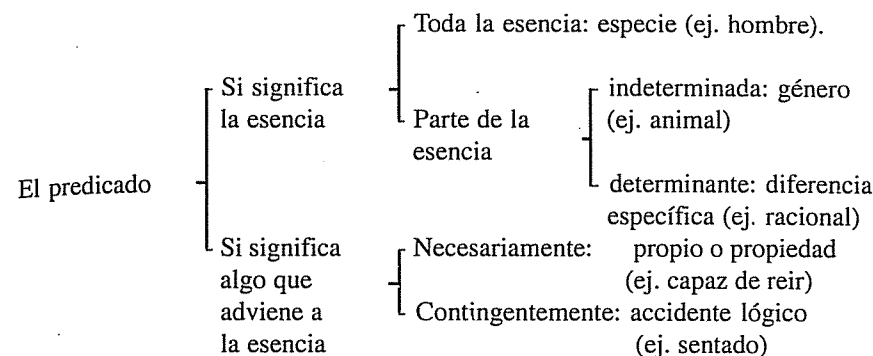 Toda la esencia: especie (ej. hombre).
Si significa
la esencia
Parte de la
esencia
indeterminada: género
(ej. animal)
determinante: diferencia
específica (ej. racional)
El predicado
Si significa
algo que
adviene a
la esencia
Necesariamente: propio o propiedad
(ej. capaz de reir)
Contingentemente: accidente lógico
(ej. sentado)